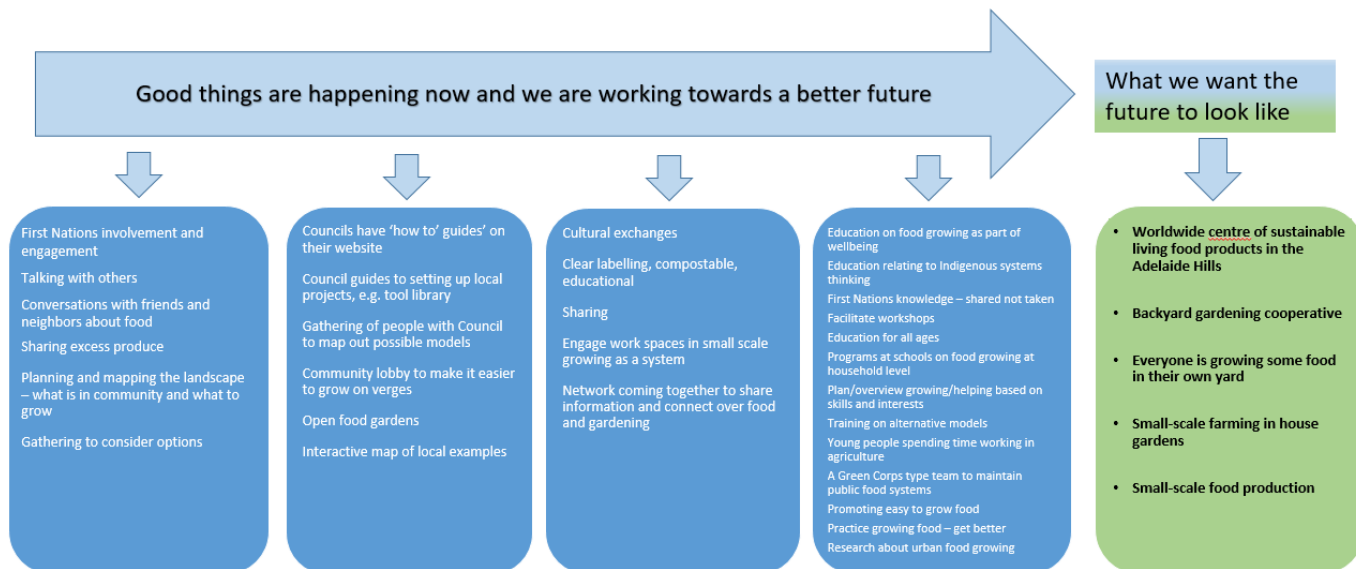 Good things are happening now and we are working towards a better future
What we want the
future to look like
First Nations involvement and
engagement
Talking with others
Conversations with friends and
neighbors about food
Sharing excess produce
Planning and mapping the landscape
– what is in community and what to
grow
Gathering to consider options
Councils have ‘how to’ guides’ on
their website
Council guides to setting up local
projects, e.g. tool library
Gathering of people with Council
to map out possible models
Community lobby to make it easier
to grow on verges
Open food gardens
Interactive map of local examples
Cultural exchanges
Clear labelling, compostable,
educational
Sharing
Engage work spaces in small scale
growing as a system
Network coming together to share
information and connect over food
and gardening
Education on food growing as part of
wellbeing
Education relating to Indigenous systems
thinking
First Nations knowledge – shared not taken
Facilitate workshops
Education for all ages
Programs at schools on food growing at
household level
Plan/overview growing/helping based on
skills and interests
Training on alternative models
Young people spending time working in
agriculture
A Green Corps type team to maintain
public food systems
Promoting easy to grow food
Practice growing food – get better
Research about urban food growing
• Worldwide centre of sustainable
living food products in the
Adelaide Hills
• Backyard gardening cooperative
• Everyone is growing some food
in their own yard
• Small-scale farming in house
gardens
• Small-scale food production